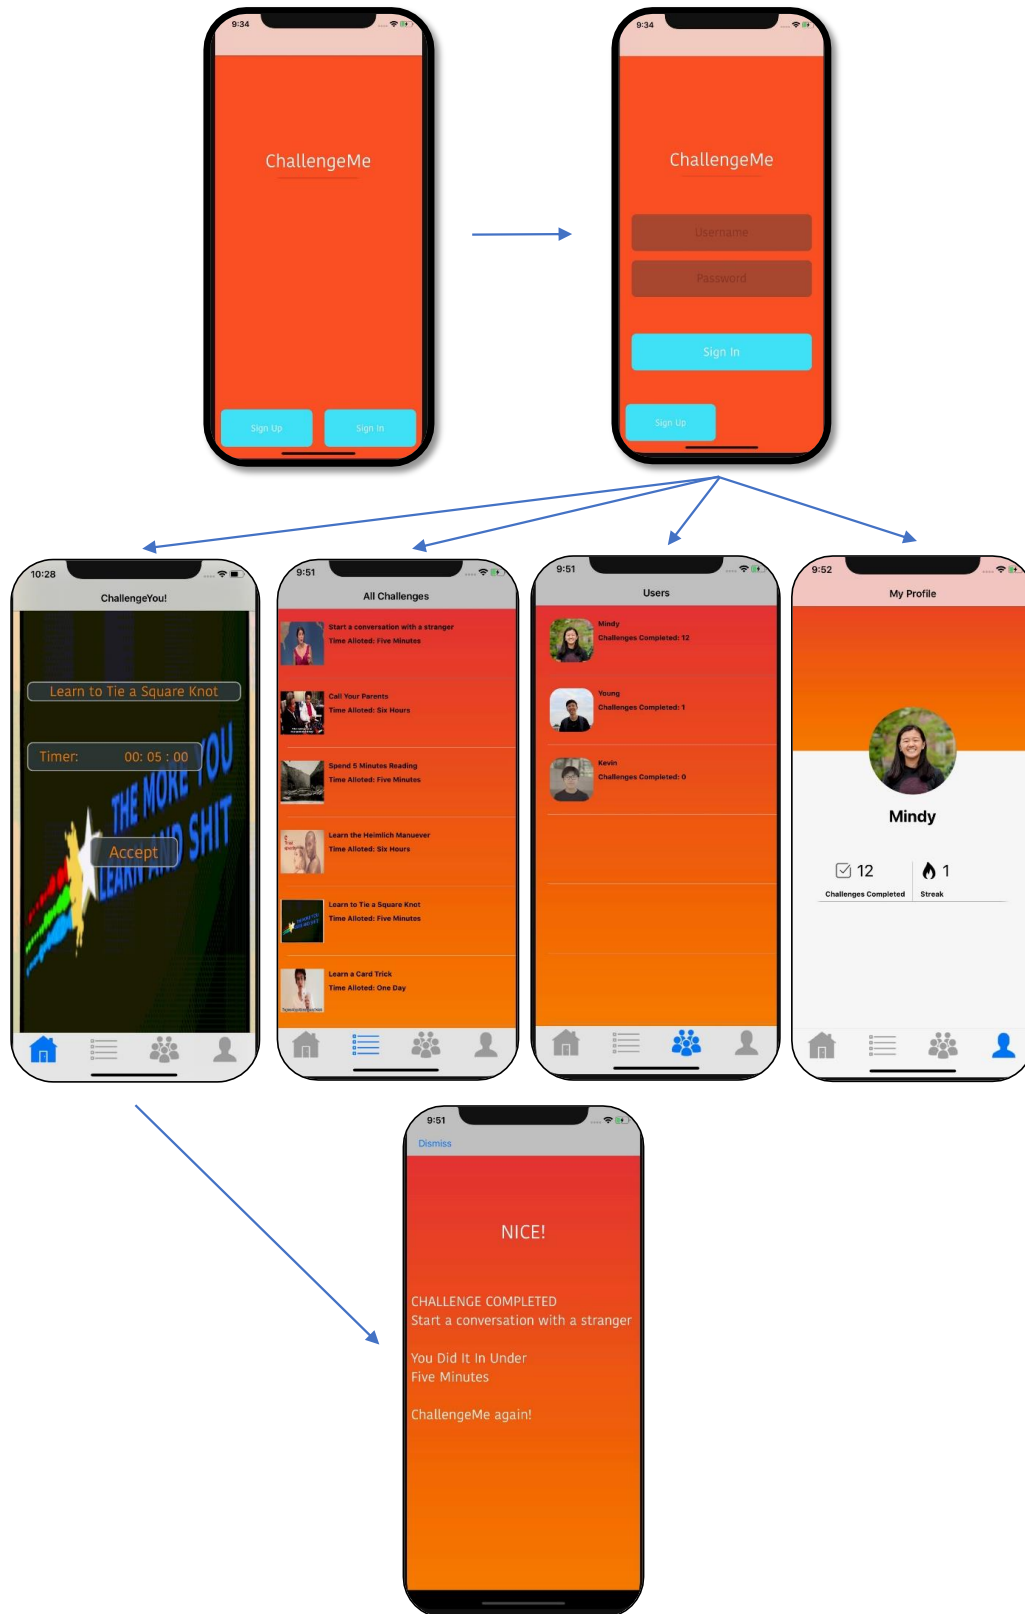 9:34
ChallengeMe
Sign Up
Sign In
9:34
ChallengeMe
Username
Password
Sign In
Sign Up
10:28
ChallengeYou!
Learn to Tie a Square Knot
Timer: 00: 05 : 00
THE MORE YOU
LEARN AND SHIT
Accept
9:51
All Challenges
Start a conversation with a stranger
Time Alloted: Five Minutes
Call Your Parents
Time Alloted: Six Hours
Spend 5 Minutes Reading
Time Alloted: Five Minutes
Learn the Heimlich Manuever
Time Alloted: Six Hours
Learn to Tie a Square Knot
Time Alloted: Five Minutes
Learn a Card Trick
Time Alloted: One Day
9:51
Users
Mindy
Challenges Completed: 12
Young
Challenges Completed: 1
Kevin
Challenges Completed: 0
9:52
My Profile
Mindy
12
Challenges Completed
1
Streak
9:51
Dismiss
NICE!
CHALLENGE COMPLETED
Start a conversation with a stranger
You Did It In Under
Five Minutes
ChallengeMe again!